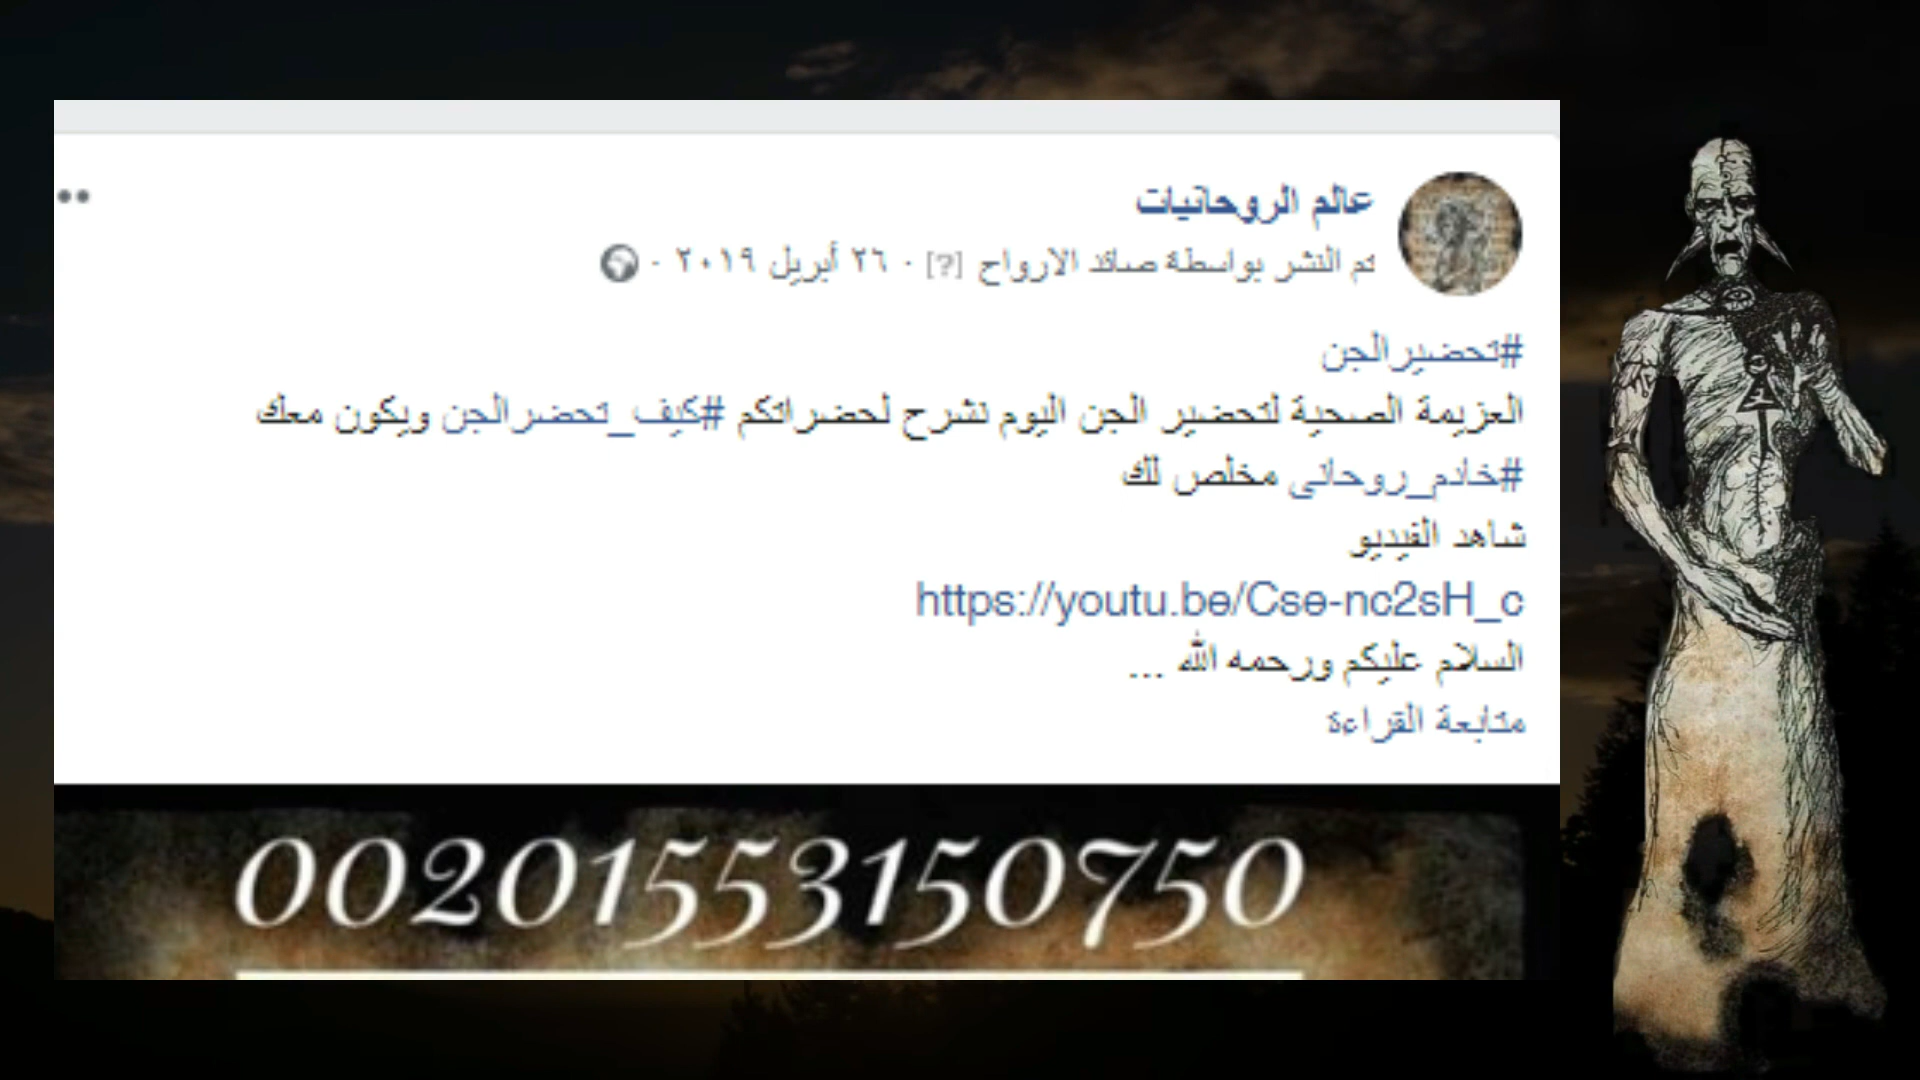 عالم الروحانيات
تم النشر بواسطة صائد الارواح [?] · ٢٦ أبريل ٢٠١٩ ·
#تحضيرالجن
العزيمة الصحية لتحضير الجن اليوم نشرح لحضراتكم #كيف_تحضرالجن ويكون معك
#خادم_روحانى مخلص لك
شاهد الفيديو
https://youtu.be/Cse-nc2sH_c
السلام عليكم ورحمه الله ...
متابعة القراءة
00201553150750